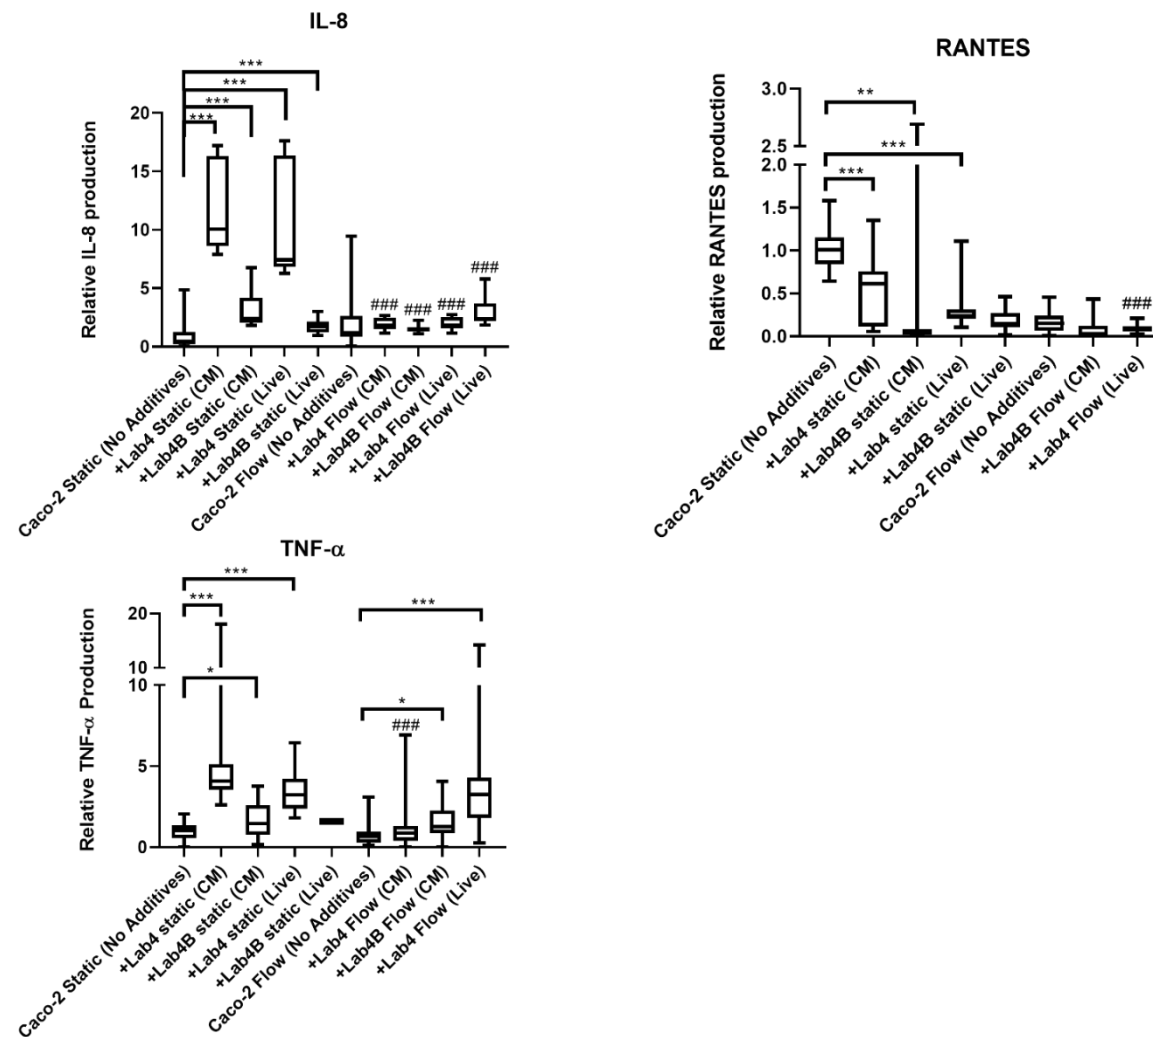 IL-8
***
***
***
***
20
15
10
5
0
Relative IL-8 production
###
###
###
###
Caco-2 Static (No Additives)
+Lab4 Static (CM)
+Lab4B Static (CM)
+Lab4 Static (Live)
+Lab4B static (Live)
Caco-2 Flow (No Additives)
+Lab4 Flow (CM)
+Lab4B Flow (CM)
+Lab4 Flow (Live)
+Lab4B Flow (Live)
RANTES
3.0
2.5
2.0
1.5
1.0
0.5
0.0
Relative RANTES production
**
***
***
###
Caco-2 Static (No Additives)
+Lab4 static (CM)
+Lab4B static (CM)
+Lab4 static (Live)
+Lab4B static (Live)
Caco-2 Flow (No Additives)
+Lab4B Flow (CM)
+Lab4 Flow (Live)
TNF-α
***
***
*
***
*
###
20
10
10
5
0
Relative TNF-α Production
Caco-2 Static (No Additives)
+Lab4 static (CM)
+Lab4B static (CM)
+Lab4 static (Live)
+Lab4B static (Live)
Caco-2 Flow (No Additives)
+Lab4 Flow (CM)
+Lab4B Flow (CM)
+Lab4 Flow (Live)